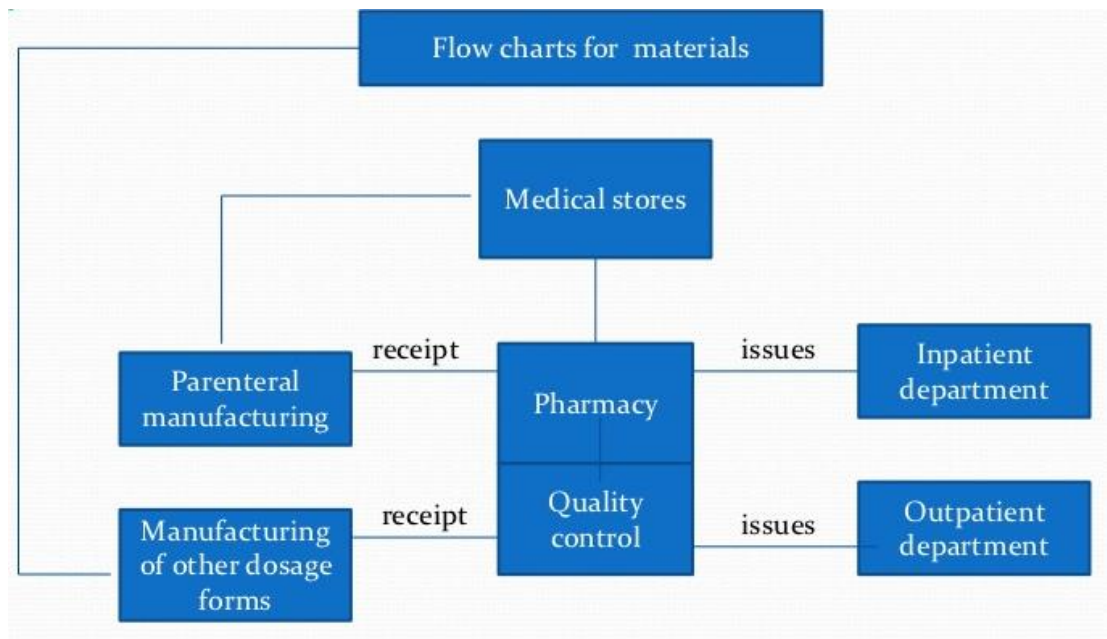 Flow charts for materials
Medical stores
receipt
issues
Parenteral
manufacturing
Pharmacy
Inpatient
department
receipt
issues
Manufacturing
of other dosage
forms
Quality
control
Outpatient
department